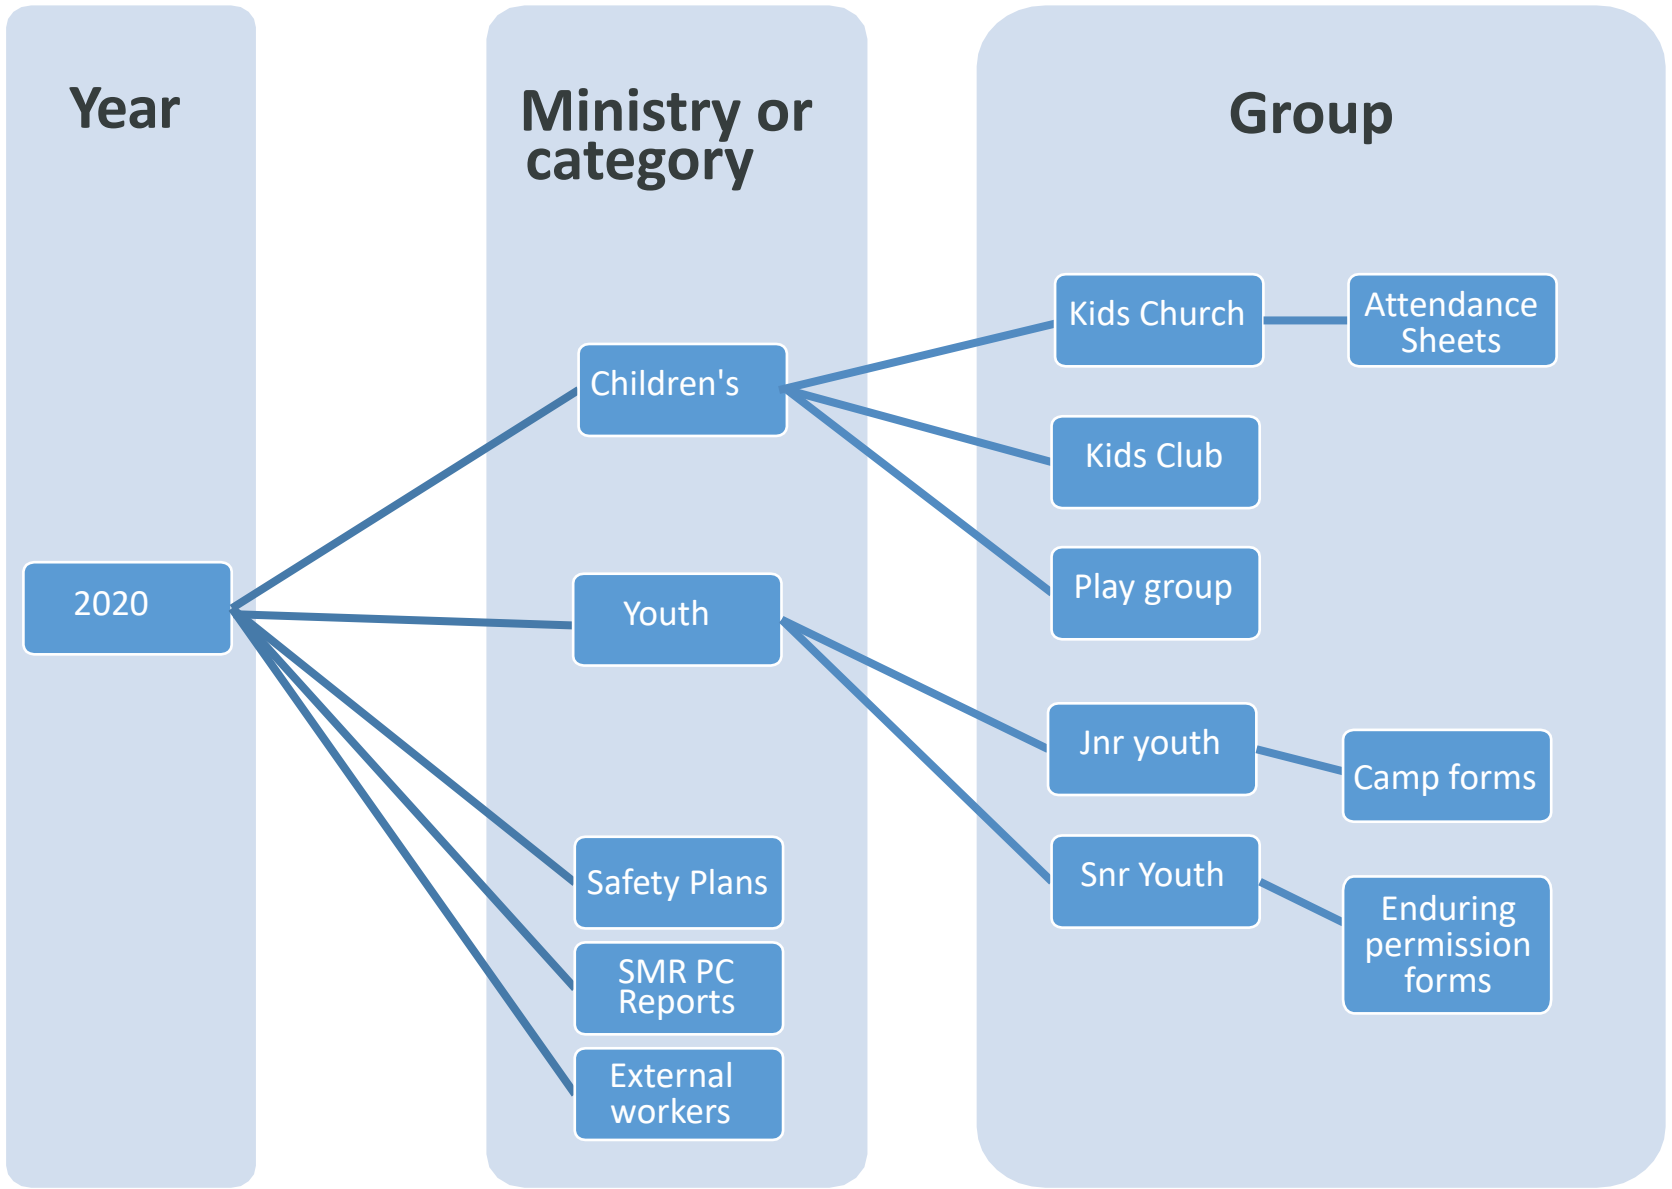 Year
Ministry or
category
Group
2020
Children's
Youth
Safety Plans
SMR PC
Reports
External
workers
Kids Church
Attendance
Sheets
Kids Club
Play group
Jnr youth
Camp forms
Snr Youth
Enduring
permission
forms